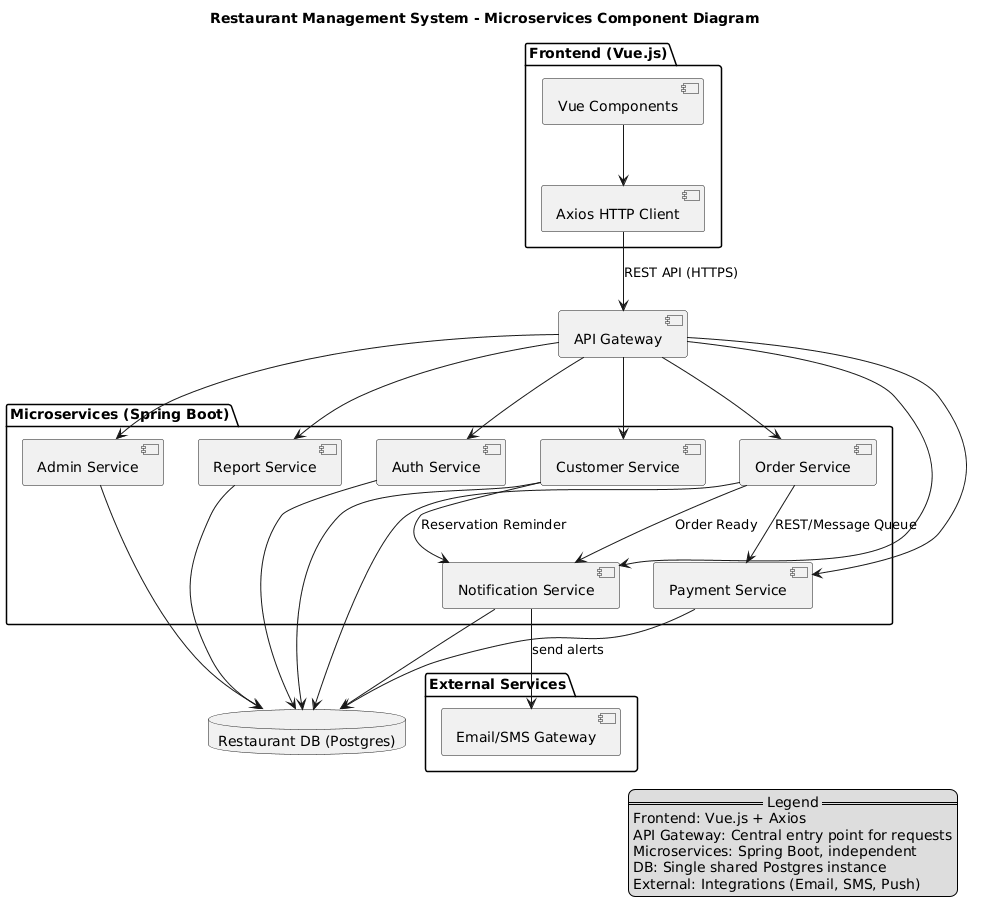 Restaurant Management System - Microservices Component Diagram
Frontend (Vue.js)
Vue Components
Axios HTTP Client
REST API (HTTPS)
API Gateway
Microservices (Spring Boot)
Admin Service
Report Service
Auth Service
Customer Service
Order Service
Reservation Reminder
Order Ready
REST/Message Queue
Notification Service
Payment Service
send alerts
External Services
Restaurant DB (Postgres)
Email/SMS Gateway
Legend
Frontend: Vue.js + Axios
API Gateway: Central entry point for requests
Microservices: Spring Boot, independent
DB: Single shared Postgres instance
External: Integrations (Email, SMS, Push)